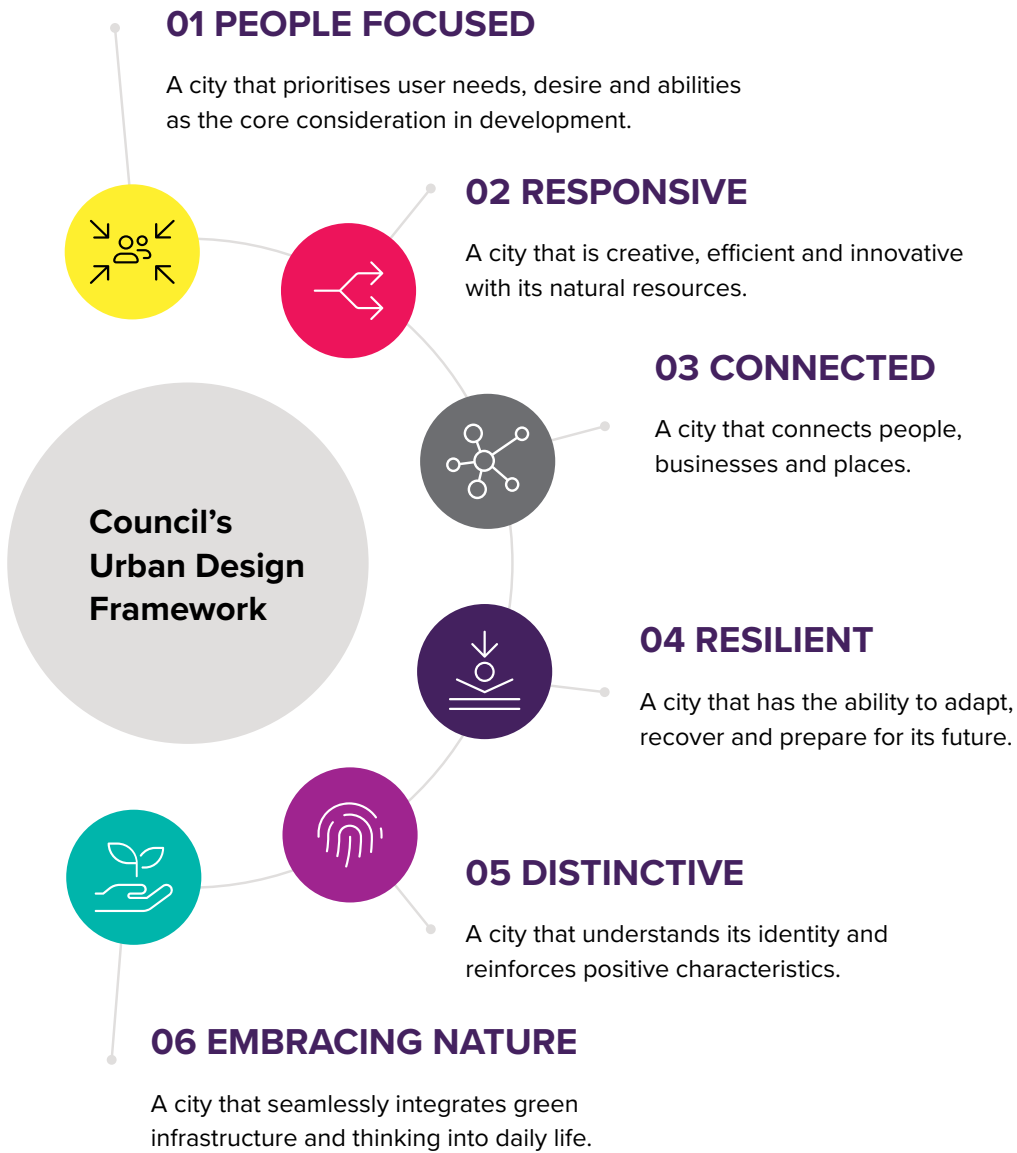 01 PEOPLE FOCUSED
A city that prioritises user needs, desire and abilities
as the core consideration in development.
02 RESPONSIVE
A city that is creative, efficient and innovative
with its natural resources.
03 CONNECTED
A city that connects people,
businesses and places.
Council’s
Urban Design
Framework
04 RESILIENT
A city that has the ability to adapt,
recover and prepare for its future.
05 DISTINCTIVE
A city that understands its identity and
reinforces positive characteristics.
06 EMBRACING NATURE
A city that seamlessly integrates green
infrastructure and thinking into daily life.